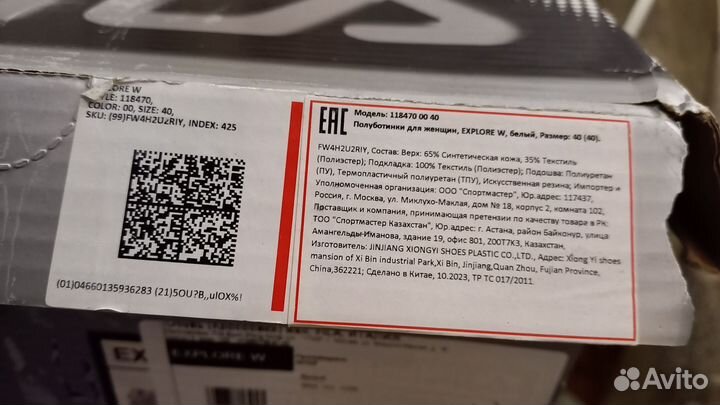 EXPLORE W
STYLE: 118470,
COLOR: 00, SIZE: 40,
SKU: (99)FW4H2U2RIY, INDEX: 425
(01)04660135936283 (21)5OU?B,,uIOX%!
EAC
Модель: 118470 00 40
Полуботинки для женщин, EXPLORE W, белый, Размер: 40 (40).
FW4H2U2RIY, Состав: Верх: 65% Синтетическая кожа, 35% Текстиль
(Полиэстер); Подкладка: 100% Текстиль (Полиэстер); Подошва: Полиуретан
(ПУ), Термопластичный полиуретан (ТПУ), Искусственная резина; Импортер и
Уполномоченная организация: ООО "Спортмастер", Юр.адрес: 117437,
Россия, г. Москва, ул. Миклухо-Маклая, дом № 18, корпус 2, комната 102,
Поставщик и компания, принимающая претензии по качеству товара в РК:
ТОО "Спортмастер Казахстан", Юр.адрес: г. Астана, район Байконур, улица
Амангельды Иманова, здание 19, офис 801, Z00T7K3, Казахстан,
Изготовитель: JINJIANG XIONGYI SHOES PLASTIC CO.,LTD., Адрес: Xiong Yi shoes
mansion of Xi Bin industrial Park,Xi Bin, Jinjiang,Quan Zhou, Fujian Province,
China,362221; Сделано в Китае, 10.2023, ТР ТС 017/2011
EX
EXPLORE W
Avito